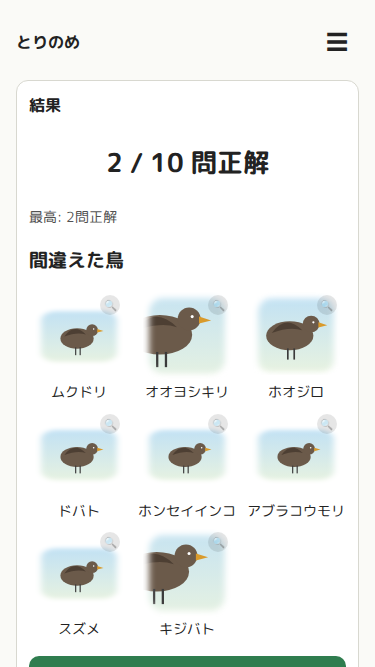 とりのめ
結果
2 / 10 問正解
最高: 2問正解
間違えた鳥
ムクドリ
オオヨシキリ
ホオジロ
ドバト
ホンセイインコ
アブラコウモリ
スズメ
キジバト